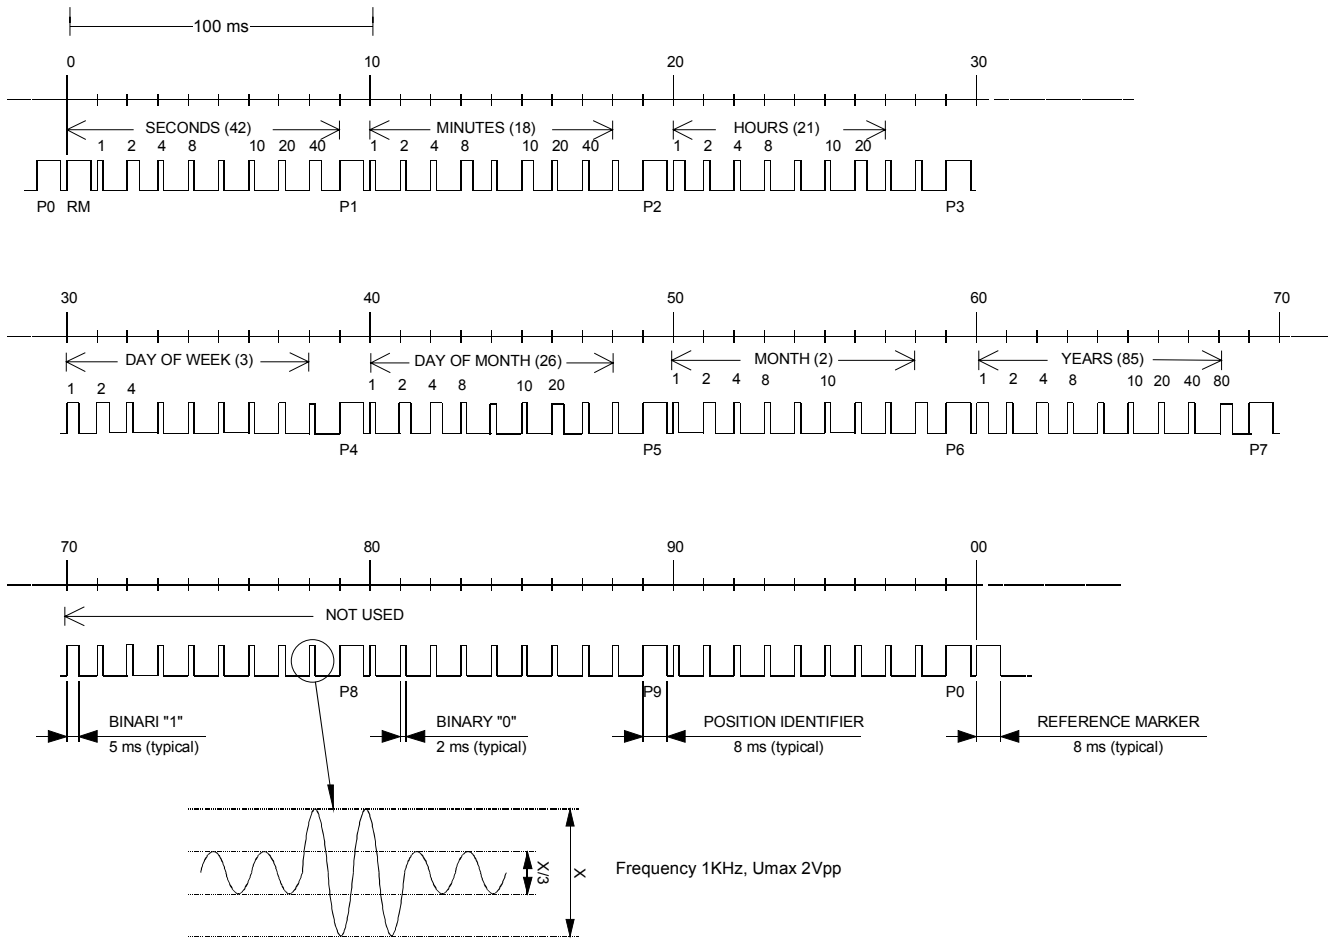 100 ms
0 10 20 30
SECONDS (42) MINUTES (18) HOURS (21)
1 2 4 8 10 20 40 1 2 4 8 10 20 40 1 2 4 8 10 20
P0 RM P1 P2 P3
30 40 50 60 70
DAY OF WEEK (3) DAY OF MONTH (26) MONTH (2) YEARS (85)
1 2 4 1 2 4 8 10 20 1 2 4 8 10 1 2 4 8 10 20 40 80
P4 P5 P6 P7
70 80 90 00
NOT USED
P8 P9 P0
BINARI "1" BINARY "0" POSITION IDENTIFIER REFERENCE MARKER
5 ms (typical) 2 ms (typical) 8 ms (typical) 8 ms (typical)
X/3 X
Frequency 1KHz, Umax 2Vpp